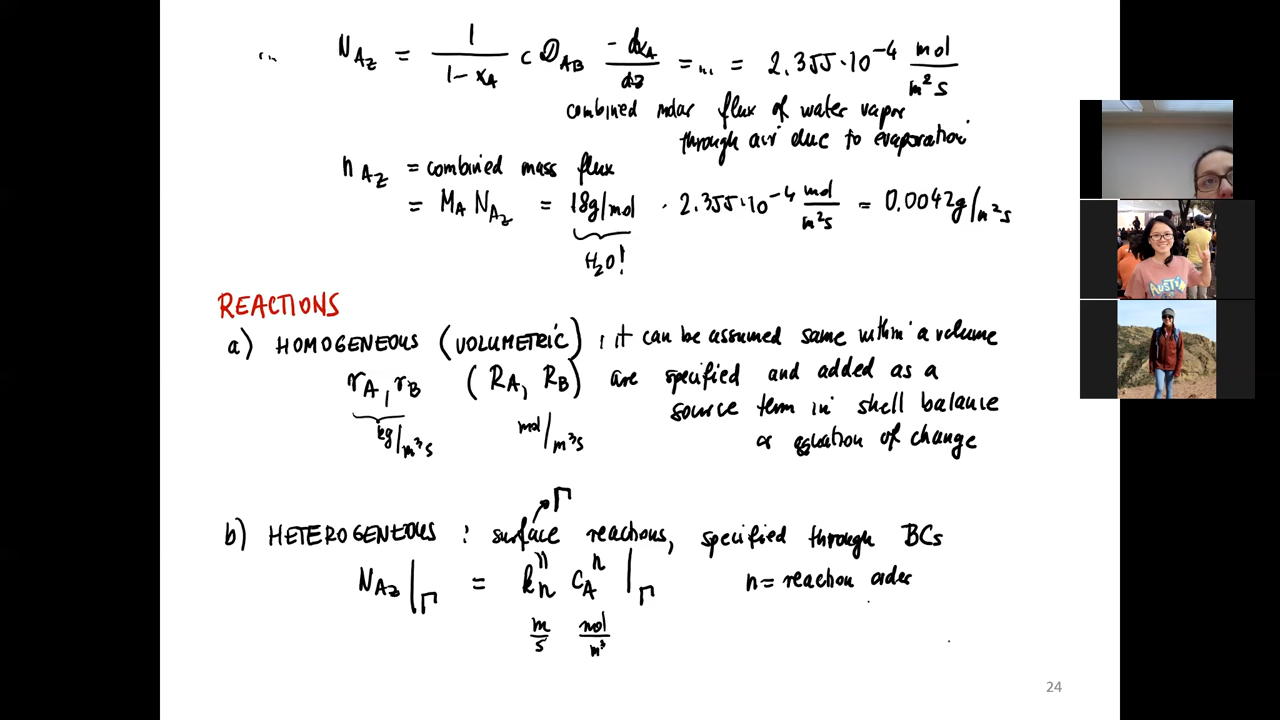 ... N_Az = 1/(1 - x_A) c D_AB -dx_A/dz = ... = 2.355·10^-4 mol/m²s
combined molar flux of water vapor
through air due to evaporation
n_Az = combined mass flux
= M_A N_Az = 18g/mol · 2.355·10^-4 mol/m²s = 0.0042g/m²s
H₂O!
REACTIONS
a) HOMOGENEOUS (VOLUMETRIC) : it can be assumed same within a volume
r_A, r_B (R_A, R_B) are specified and added as a
source term in shell balance
kg/m³s mol/m³s or equation of change
Γ
b) HETEROGENEOUS : surface reactions, specified through BCs
N_Az|_Γ = k_n'' c_A^n|_Γ n = reaction order
m/s mol/m³
AUSTIN
24